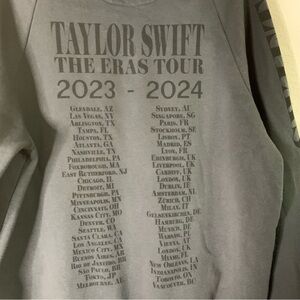 TAYLOR SWIFT
THE ERAS TOUR
2023 - 2024
GLENDALE, AZ
LAS VEGAS, NV
ARLINGTON, TX
TAMPA, FL
HOUSTON, TX
ATLANTA, GA
NASHVILLE, TN
PHILADELPHIA, PA
FOXBOROUGH, MA
EAST RUTHERFORD, NJ
CHICAGO, IL
DETROIT, MI
PITTSBURGH, PA
MINNEAPOLIS, MN
CINCINNATI, OH
KANSAS CITY, MO
DENVER, CO
SEATTLE, WA
SANTA CLARA, CA
LOS ANGELES, CA
MEXICO CITY, MX
BUENOS AIRES, AR
RIO DE JANEIRO, BR
SÃO PAULO, BR
TOKYO, JP
MELBOURNE, AU
SYDNEY, AU
SINGAPORE, SG
PARIS, FR
STOCKHOLM, SE
LISBON, PT
MADRID, ES
LYON, FR
EDINBURGH, UK
LIVERPOOL, UK
CARDIFF, UK
LONDON, UK
DUBLIN, IE
AMSTERDAM, NL
ZÜRICH, CH
MILAN, IT
GELSENKIRCHEN, DE
HAMBURG, DE
MUNICH, DE
WARSAW, PL
VIENNA, AT
LONDON, UK
MIAMI, FL
NEW ORLEANS, LA
INDIANAPOLIS, IN
TORONTO, ON
VANCOUVER, BC